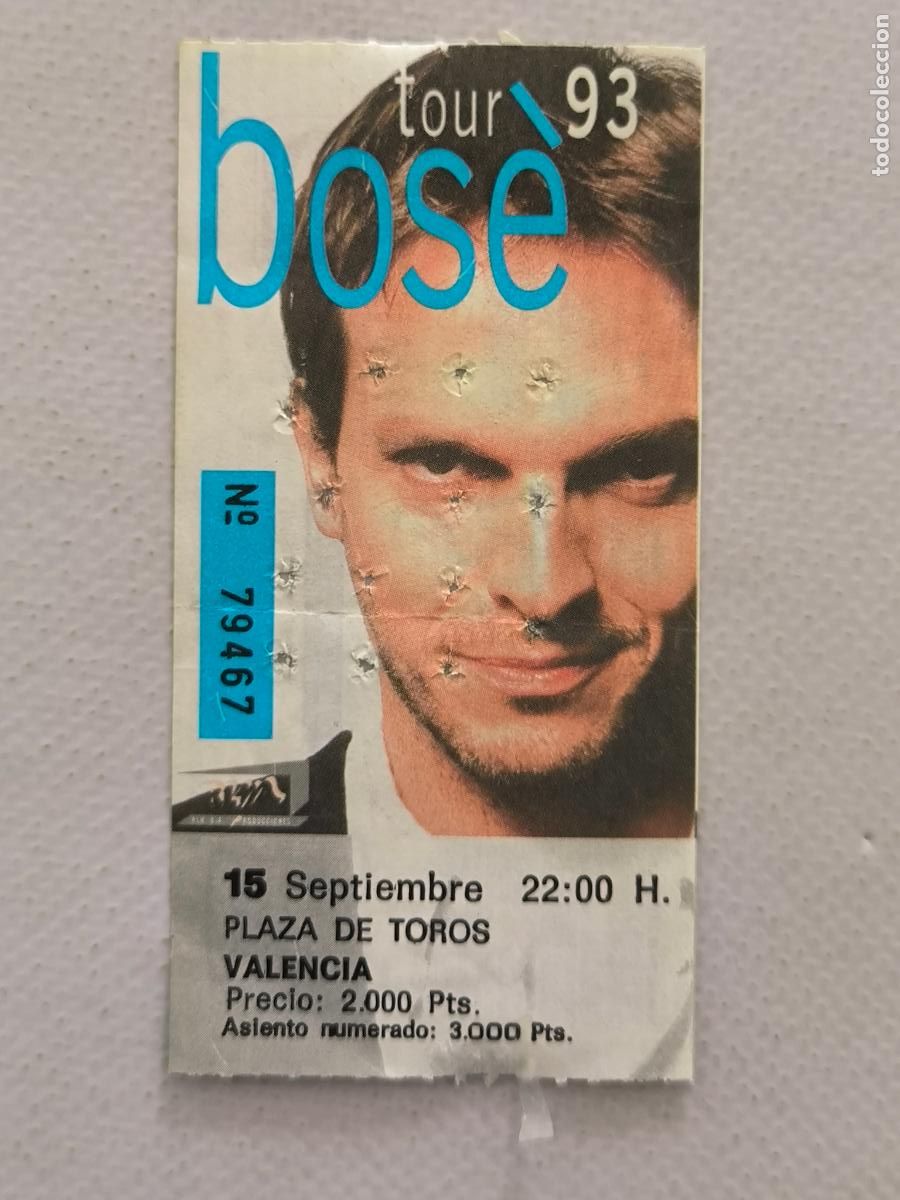 tour 93
bosè
Nº 79467
PRODUCCIONES
15 Septiembre 22:00 H.
PLAZA DE TOROS
VALENCIA
Precio: 2.000 Pts.
Asiento numerado: 3.000 Pts.
todocoleccion